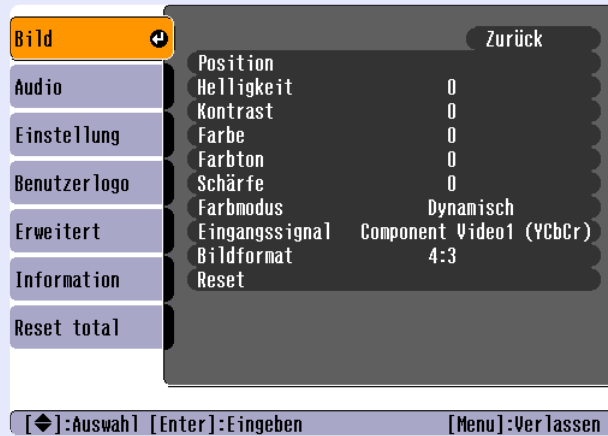 Bild
Audio
Einstellung
Benutzerlogo
Erweitert
Information
Reset total
Zurück
Position
Helligkeit 0
Kontrast 0
Farbe 0
Farbton 0
Schärfe 0
Farbmodus Dynamisch
Eingangssignal Component Video1 (YCbCr)
Bildformat 4:3
Reset
[◆]:Auswahl [Enter]:Eingeben [Menu]:Verlassen